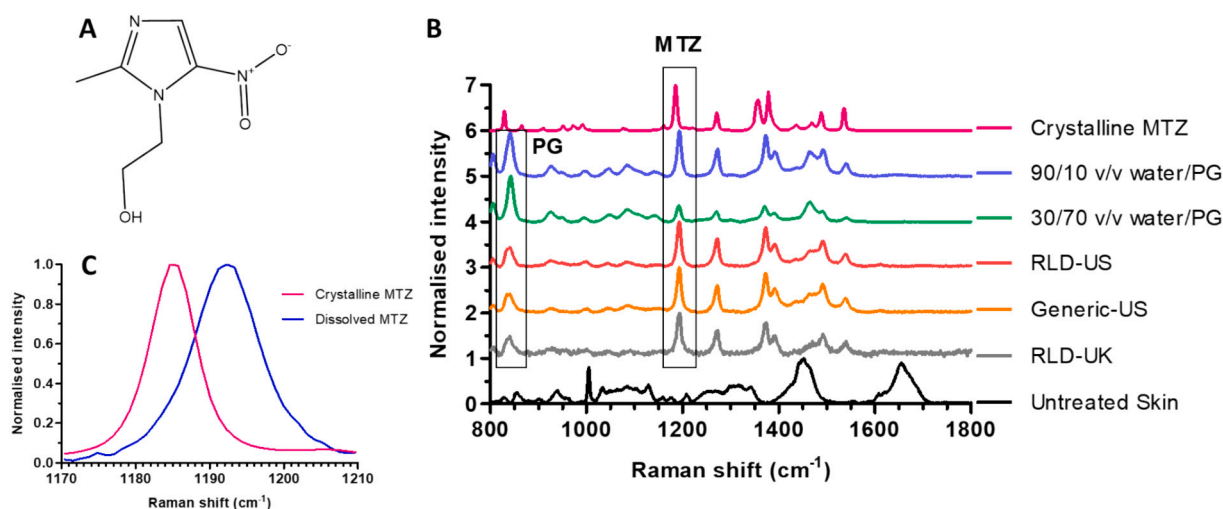 A
N
N
N⁺
O⁻
O
OH
B
MTZ
PG
Normalised intensity
7
6
5
4
3
2
1
0
800 1000 1200 1400 1600 1800
Raman shift (cm⁻¹)
Crystalline MTZ
90/10 v/v water/PG
30/70 v/v water/PG
RLD-US
Generic-US
RLD-UK
Untreated Skin
C
Normalised intensity
1.0
0.8
0.6
0.4
0.2
0.0
1170 1180 1190 1200 1210
Raman shift (cm⁻¹)
Crystalline MTZ
Dissolved MTZ